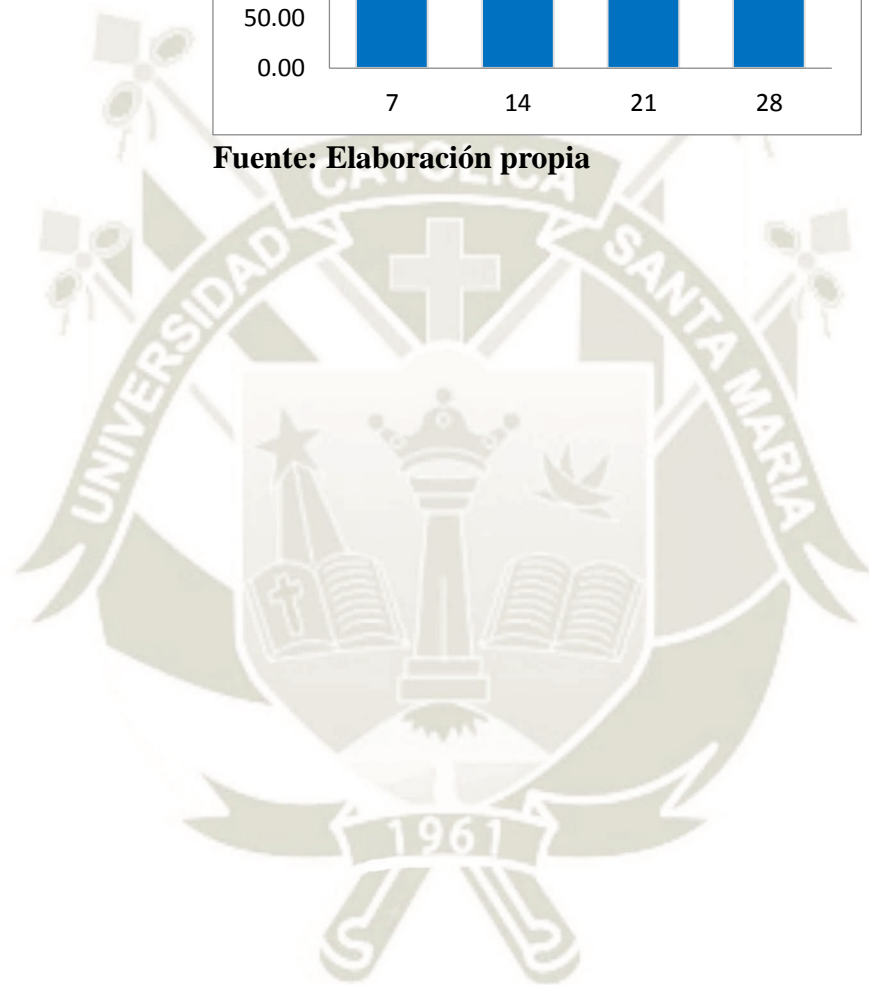 50.00
0.00
7 14 21 28
Fuente: Elaboración propia
UNIVERSIDAD CATOLICA SANTA MARIA
1961